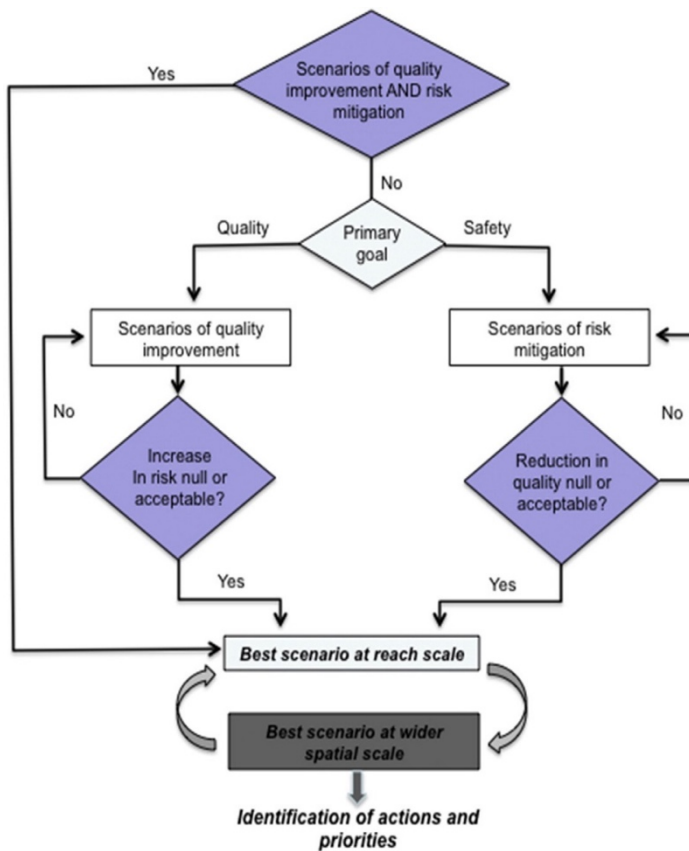 Yes
Scenarios of quality
improvement AND risk
mitigation
No
Quality
Primary
goal
Safety
Scenarios of quality
improvement
Scenarios of risk
mitigation
No
No
Increase
In risk null or
acceptable?
Reduction in
quality null or
acceptable?
Yes
Yes
Best scenario at reach scale
Best scenario at wider
spatial scale
Identification of actions and
priorities